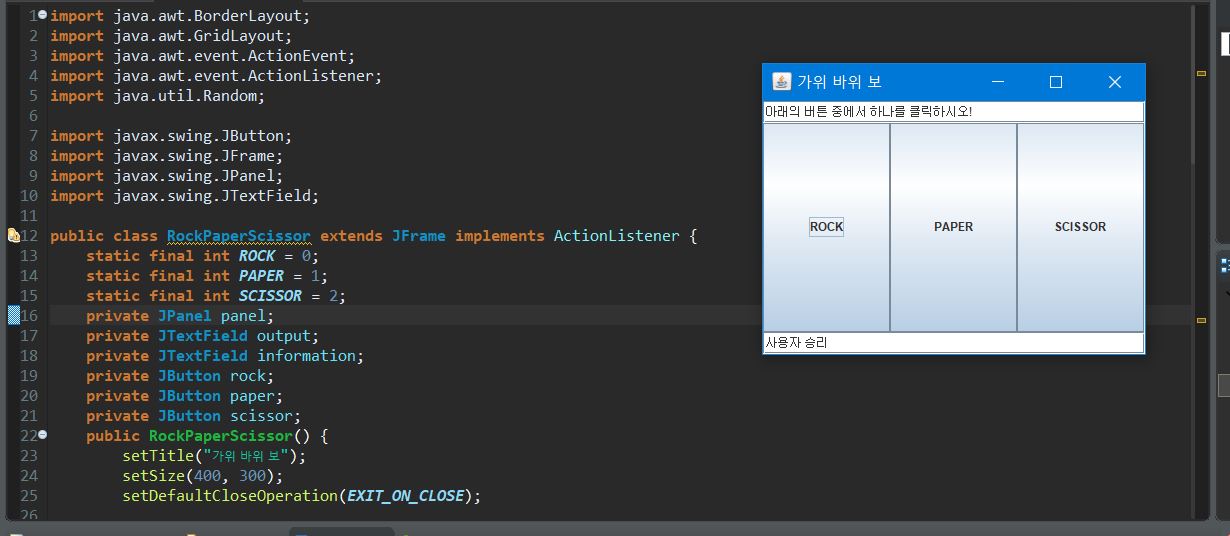 1 import java.awt.BorderLayout;
2 import java.awt.GridLayout;
3 import java.awt.event.ActionEvent;
4 import java.awt.event.ActionListener;
5 import java.util.Random;
6
7 import javax.swing.JButton;
8 import javax.swing.JFrame;
9 import javax.swing.JPanel;
10 import javax.swing.JTextField;
11
12 public class RockPaperScissor extends JFrame implements ActionListener {
13 static final int ROCK = 0;
14 static final int PAPER = 1;
15 static final int SCISSOR = 2;
16 private JPanel panel;
17 private JTextField output;
18 private JTextField information;
19 private JButton rock;
20 private JButton paper;
21 private JButton scissor;
22 public RockPaperScissor() {
23 setTitle("가위 바위 보");
24 setSize(400, 300);
25 setDefaultCloseOperation(EXIT_ON_CLOSE);
26
가위 바위 보
아래의 버튼 중에서 하나를 클릭하시오!
ROCK PAPER SCISSOR
사용자 승리